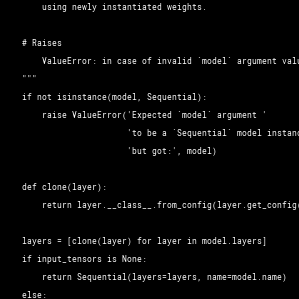 using newly instantiated weights.
# Raises
ValueError: in case of invalid `model` argument
"""
if not isinstance(model, Sequential):
raise ValueError('Expected `model` argument '
'to be a `Sequential` model
'but got:', model)
def clone(layer):
return layer.__class__.from_config(layer.get_config(
layers = [clone(layer) for layer in model.layers]
if input_tensors is None:
return Sequential(layers=layers, name=model.name)
else: